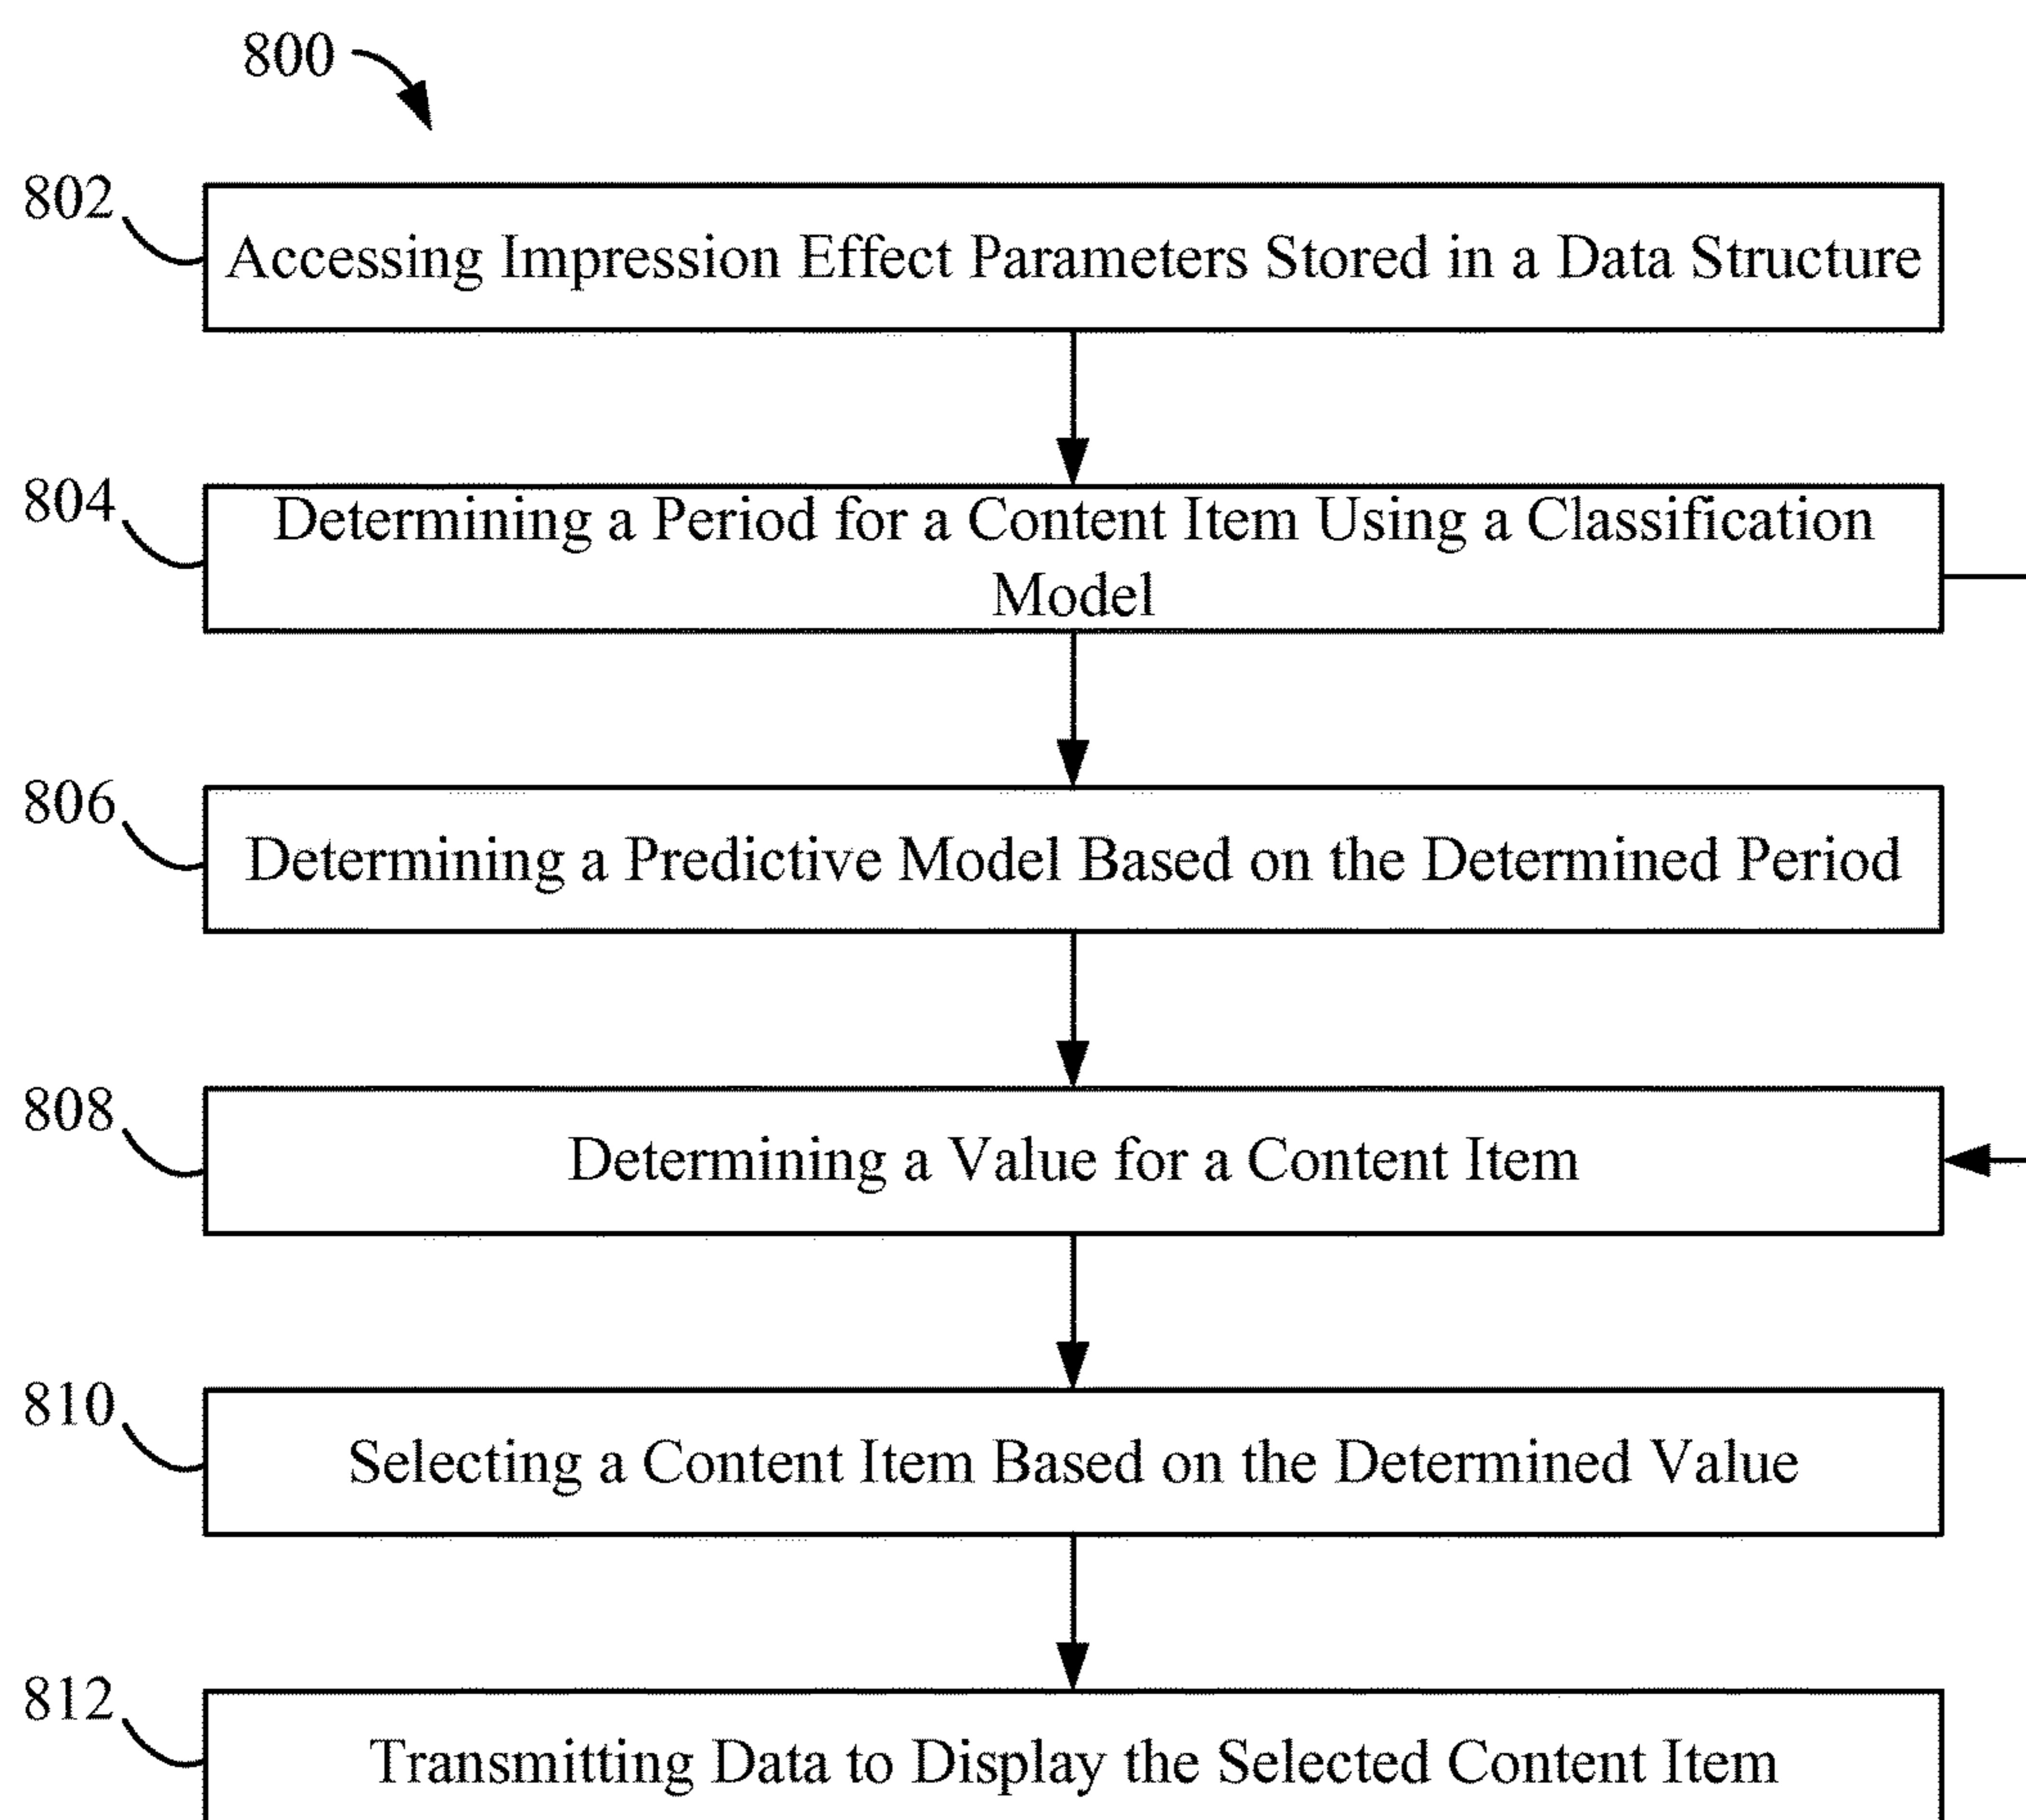 800
802
Accessing Impression Effect Parameters Stored in a Data Structure
804
Determining a Period for a Content Item Using a Classification
Model
806
Determining a Predictive Model Based on the Determined Period
808
Determining a Value for a Content Item
810
Selecting a Content Item Based on the Determined Value
812
Transmitting Data to Display the Selected Content Item